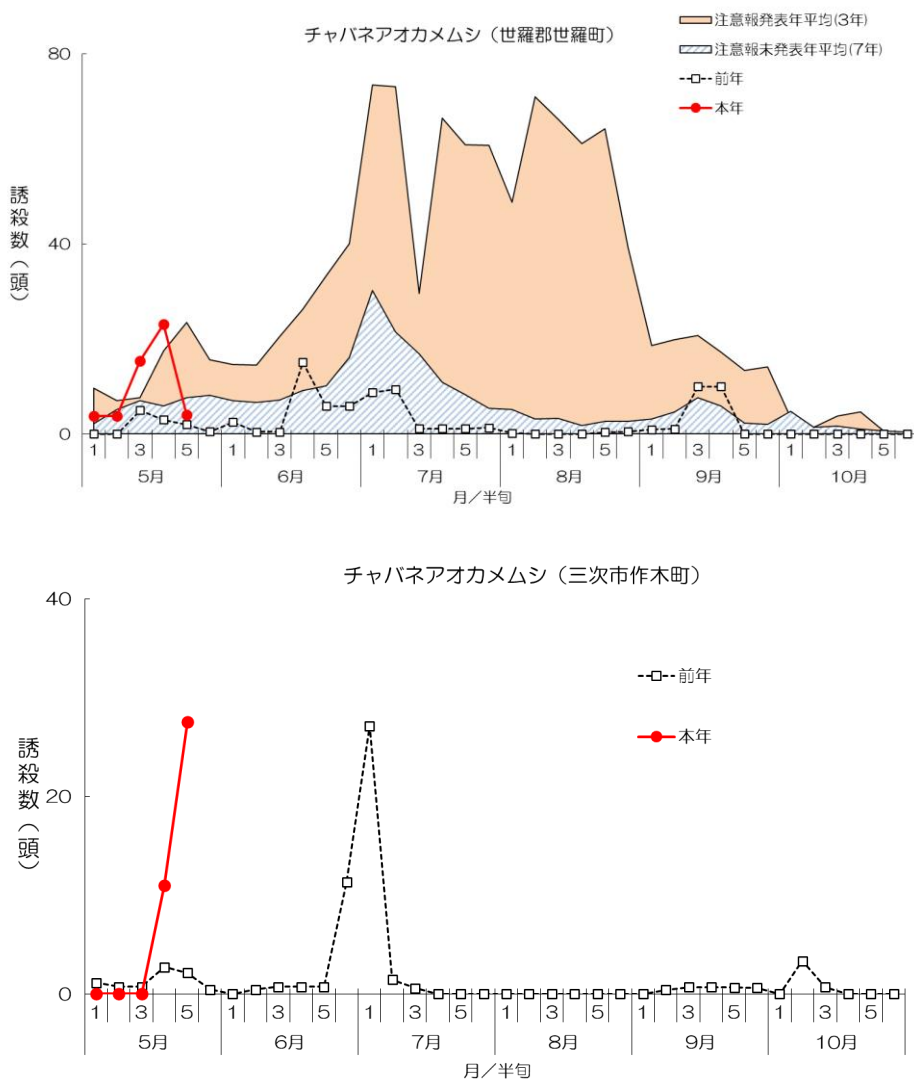 チャバネアオカメムシ（世羅郡世羅町）
注意報発表年平均(3年)
注意報未発表年平均(7年)
前年
本年
誘殺数（頭）
80
40
0
1 3 5 1 3 5 1 3 5 1 3 5 1 3 5 1 3 5
5月 6月 7月 8月 9月 10月
月／半旬
チャバネアオカメムシ（三次市作木町）
前年
本年
誘殺数（頭）
40
20
0
1 3 5 1 3 5 1 3 5 1 3 5 1 3 5 1 3 5
5月 6月 7月 8月 9月 10月
月／半旬